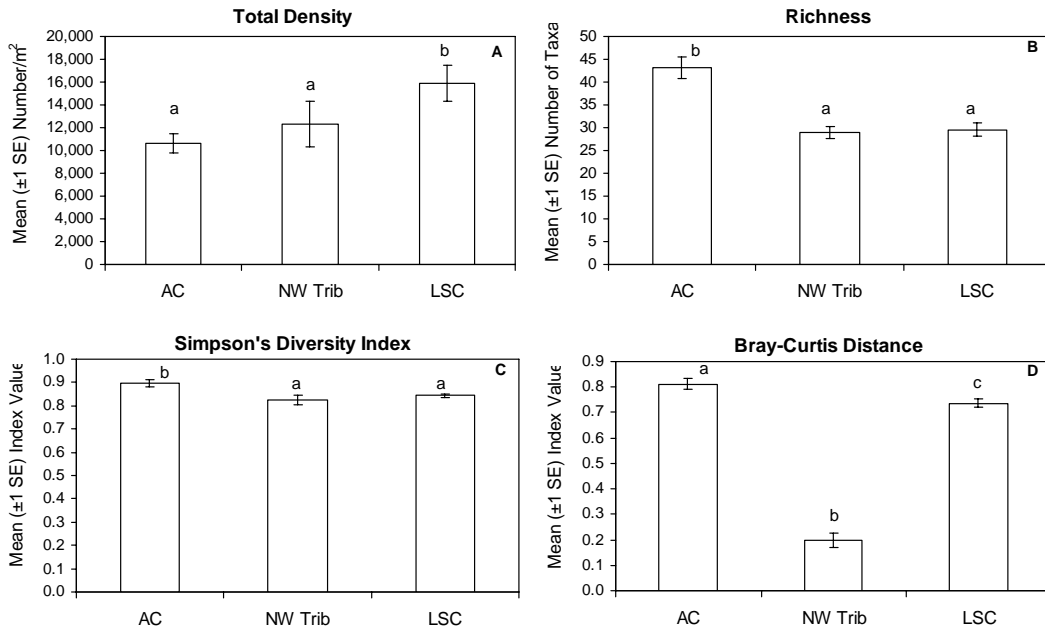 Total Density
A
Mean (±1 SE) Number/m²
20,000
18,000
16,000
14,000
12,000
10,000
8,000
6,000
4,000
2,000
0
a
a
b
AC
NW Trib
LSC
Richness
B
Mean (±1 SE) Number of Taxa
50
45
40
35
30
25
20
15
10
5
0
b
a
a
AC
NW Trib
LSC
Simpson's Diversity Index
C
Mean (±1 SE) Index Value
1.0
0.9
0.8
0.7
0.6
0.5
0.4
0.3
0.2
0.1
0.0
b
a
a
AC
NW Trib
LSC
Bray-Curtis Distance
D
Mean (±1 SE) Index Value
0.9
0.8
0.7
0.6
0.5
0.4
0.3
0.2
0.1
0.0
a
b
c
AC
NW Trib
LSC